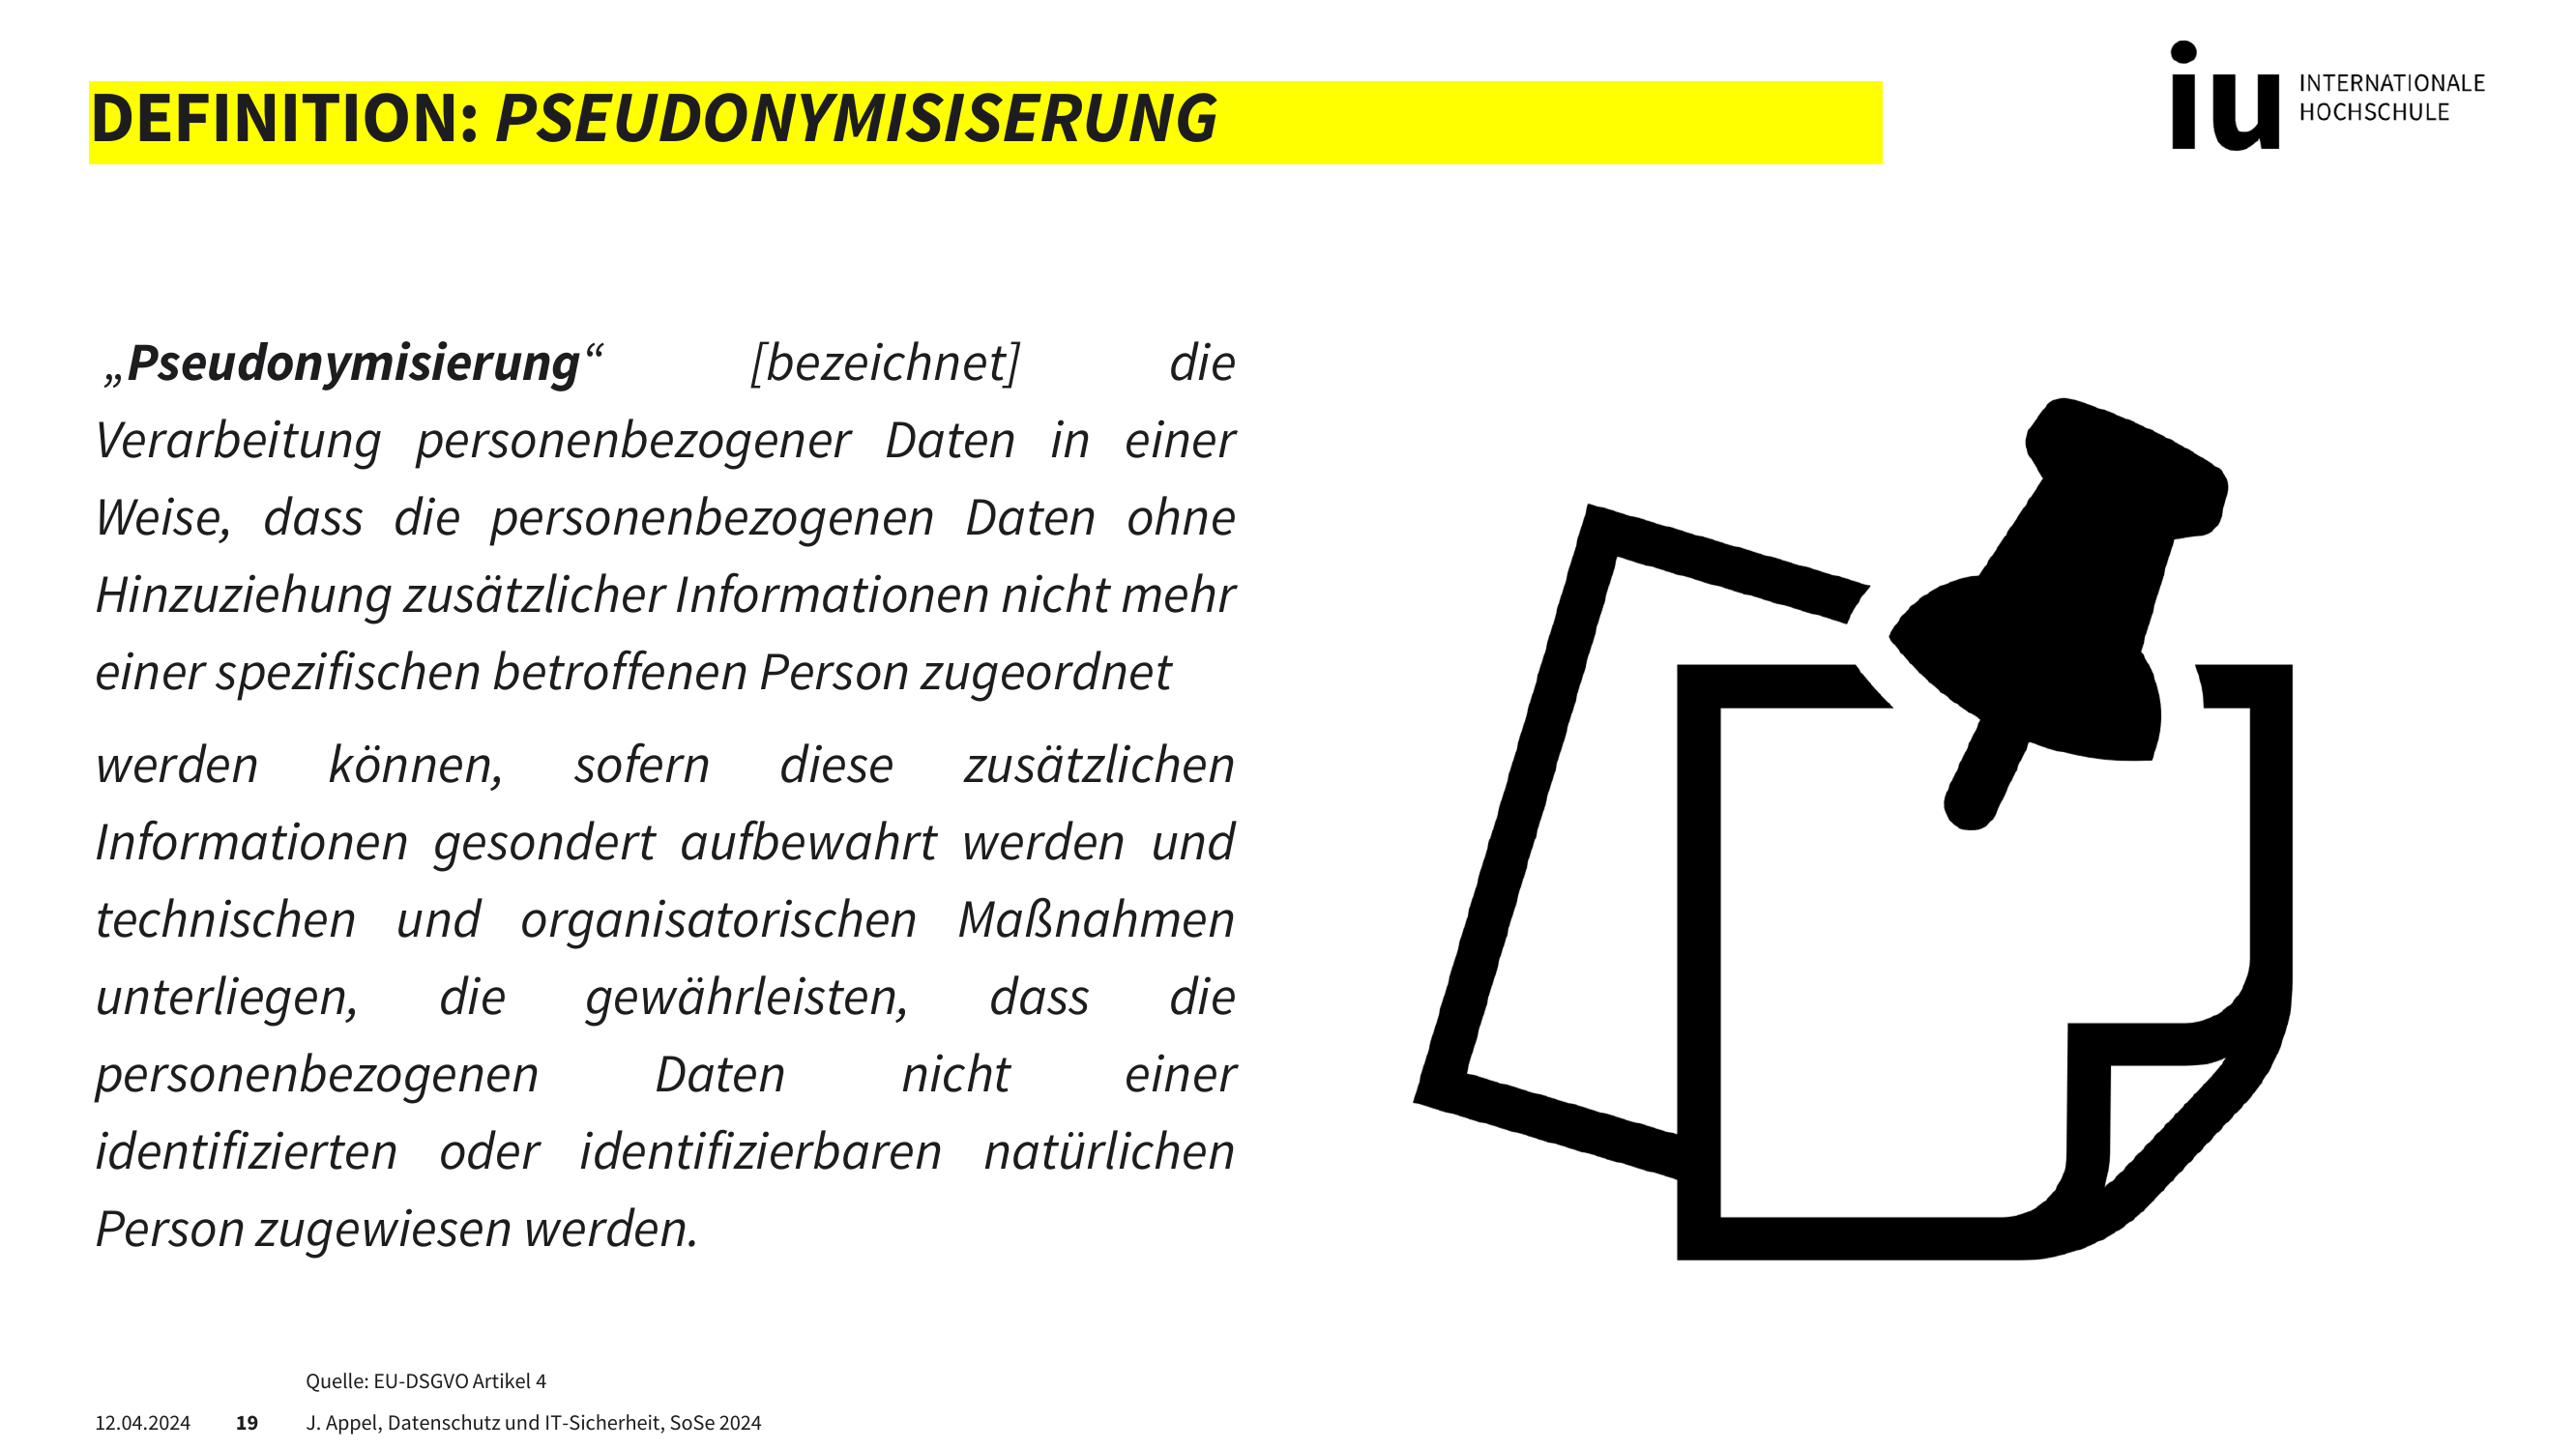 DEFINITION: PSEUDONYMISISERUNG
iu INTERNATIONALE
HOCHSCHULE
„Pseudonymisierung“ [bezeichnet] die
Verarbeitung personenbezogener Daten in einer
Weise, dass die personenbezogenen Daten ohne
Hinzuziehung zusätzlicher Informationen nicht mehr
einer spezifischen betroffenen Person zugeordnet
werden können, sofern diese zusätzlichen
Informationen gesondert aufbewahrt werden und
technischen und organisatorischen Maßnahmen
unterliegen, die gewährleisten, dass die
personenbezogenen Daten nicht einer
identifizierten oder identifizierbaren natürlichen
Person zugewiesen werden.
Quelle: EU-DSGVO Artikel 4
12.04.2024 19 J. Appel, Datenschutz und IT-Sicherheit, SoSe 2024